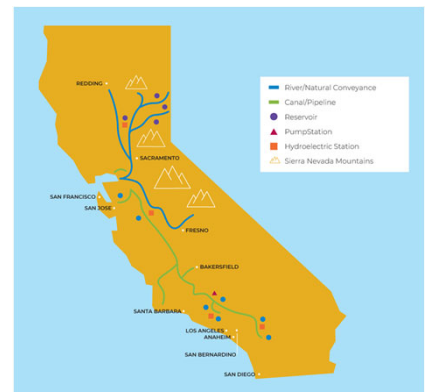 REDDING
River/Natural Conveyance
Canal/Pipeline
Reservoir
PumpStation
Hydroelectric Station
Sierra Nevada Mountains
SACRAMENTO
SAN FRANCISCO
SAN JOSE
FRESNO
BAKERSFIELD
SANTA BARBARA
LOS ANGELES
ANAHEIM
SAN BERNARDINO
SAN DIEGO